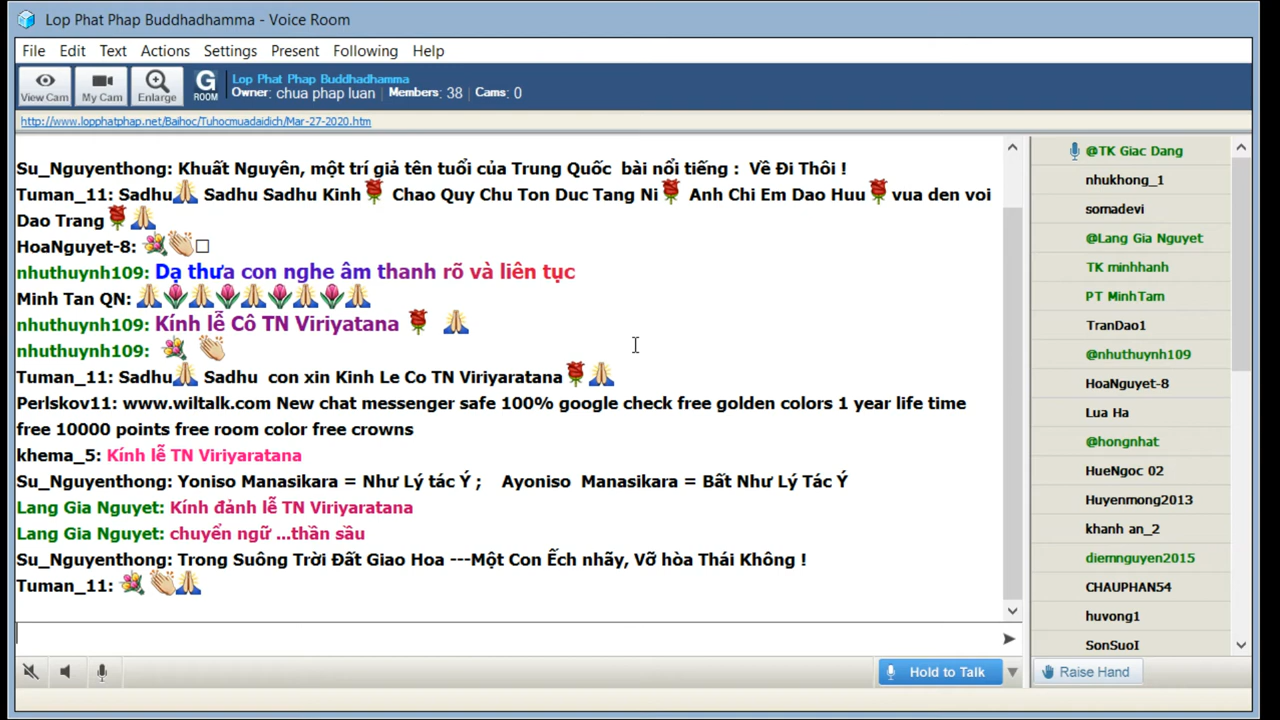 Lop Phat Phap Buddhadhamma - Voice Room
File Edit Text Actions Settings Present Following Help
View Cam My Cam Enlarge G ROOM
Lop Phat Phap Buddhadhamma
Owner: chua phap luan Members: 38 Cams: 0
http://www.lopphatphap.net/Baihoc/Tuhocmuadaidich/Mar-27-2020.htm
Su_Nguyenthong: Khuất Nguyên, một trí giả tên tuổi của Trung Quốc bài nổi tiếng : Về Đi Thôi !
Tuman_11: Sadhu🙏 Sadhu Sadhu Kinh🌹 Chao Quy Chu Ton Duc Tang Ni🌹 Anh Chi Em Dao Huu🌹vua den voi
Dao Trang🌹🙏
HoaNguyet-8: 💐👏□
nhuthuynh109: Dạ thưa con nghe âm thanh rõ và liên tục
Minh Tan QN: 🙏🌷🙏🌷🙏🌷🙏🌷🙏
nhuthuynh109: Kính lễ Cô TN Viriyatana 🌹 🙏
nhuthuynh109: 💐 👏
Tuman_11: Sadhu🙏 Sadhu con xin Kinh Le Co TN Viriyaratana🌹🙏
Perlskov11: www.wiltalk.com New chat messenger safe 100% google check free golden colors 1 year life time
free 10000 points free room color free crowns
khema_5: Kính lễ TN Viriyaratana
Su_Nguyenthong: Yoniso Manasikara = Như Lý tác Ý ; Ayoniso Manasikara = Bất Như Lý Tác Ý
Lang Gia Nguyet: Kính đảnh lễ TN Viriyaratana
Lang Gia Nguyet: chuyển ngữ ...thần sầu
Su_Nguyenthong: Trong Suông Trời Đất Giao Hoa ---Một Con Ếch nhãy, Vỡ hòa Thái Không !
Tuman_11: 💐 👏🙏
Hold to Talk
@TK Giac Dang
nhukhong_1
somadevi
@Lang Gia Nguyet
TK minhhanh
PT MinhTam
TranDao1
@nhuthuynh109
HoaNguyet-8
Lua Ha
@hongnhat
HueNgoc 02
Huyenmong2013
khanh an_2
diemnguyen2015
CHAUPHAN54
huvong1
SonSuoI
Raise Hand